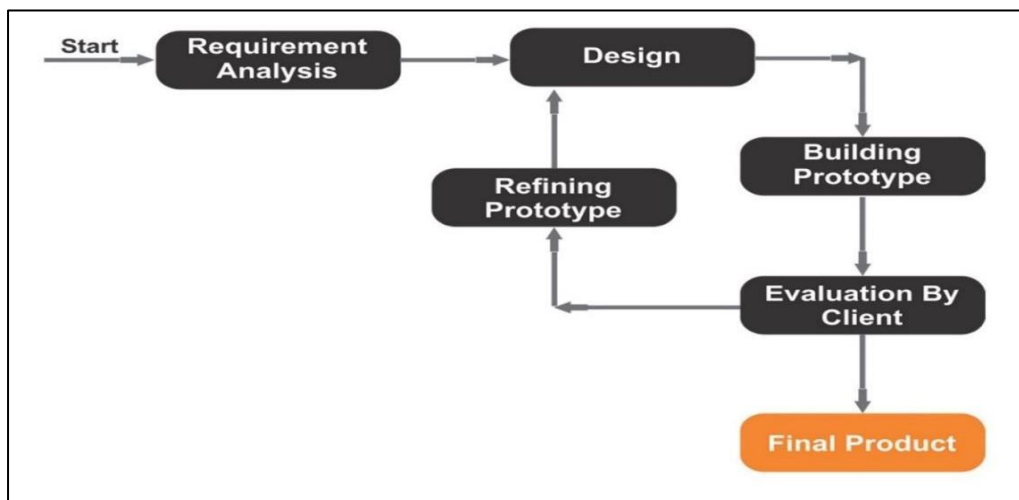 Start
Requirement
Analysis
Design
Building
Prototype
Refining
Prototype
Evaluation By
Client
Final Product